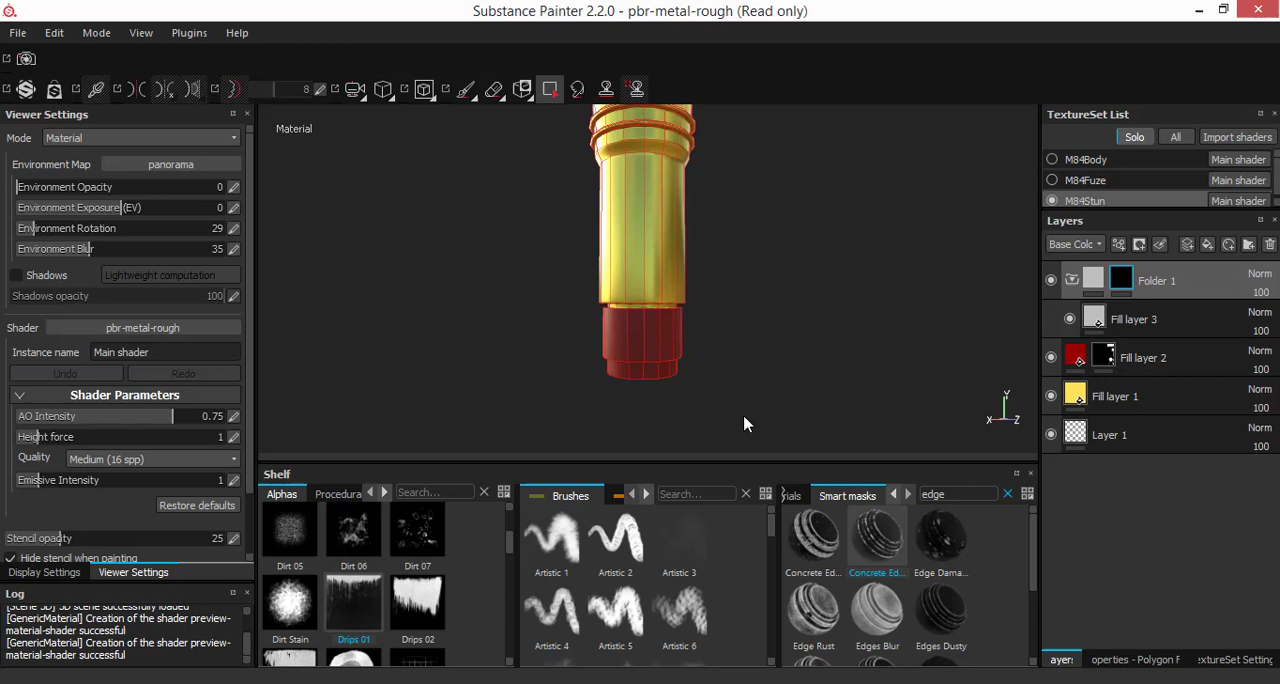 Substance Painter 2.2.0 - pbr-metal-rough (Read only)
File Edit Mode View Plugins Help
8
Viewer Settings
Mode Material
Environment Map panorama
Environment Opacity 0
Environment Exposure (EV) 0
Environment Rotation 29
Environment Blur 35
Shadows Lightweight computation
Shadows opacity 100
Shader pbr-metal-rough
Instance name Main shader
Undo Redo
Shader Parameters
AO Intensity 0.75
Height force 1
Quality Medium (16 spp)
Emissive Intensity 1
Restore defaults
Stencil opacity 25
Hide stencil when painting
Display Settings Viewer Settings
Log
[Scene 3D] 3D scene successfully loaded
[GenericMaterial] Creation of the shader preview-
material-shader successful
[GenericMaterial] Creation of the shader preview-
material-shader successful
Material
Y
X Z
Shelf
Alphas Procedura Search...
Dirt 05 Dirt 06 Dirt 07
Dirt Stain Drips 01 Drips 02
Brushes Search...
Artistic 1 Artistic 2 Artistic 3
Artistic 4 Artistic 5 Artistic 6
rials Smart masks edge
Concrete Ed... Concrete Ed... Edge Dama...
Edge Rust Edges Blur Edges Dusty
TextureSet List
Solo All Import shaders
M84Body Main shader
M84Fuze Main shader
M84Stun Main shader
Layers
Base Colo
Folder 1 Norm 100
Fill layer 3 Norm 100
Fill layer 2 Norm 100
Fill layer 1 Norm 100
Layer 1 Norm 100
ayers operties - Polygon F extureSet Setting